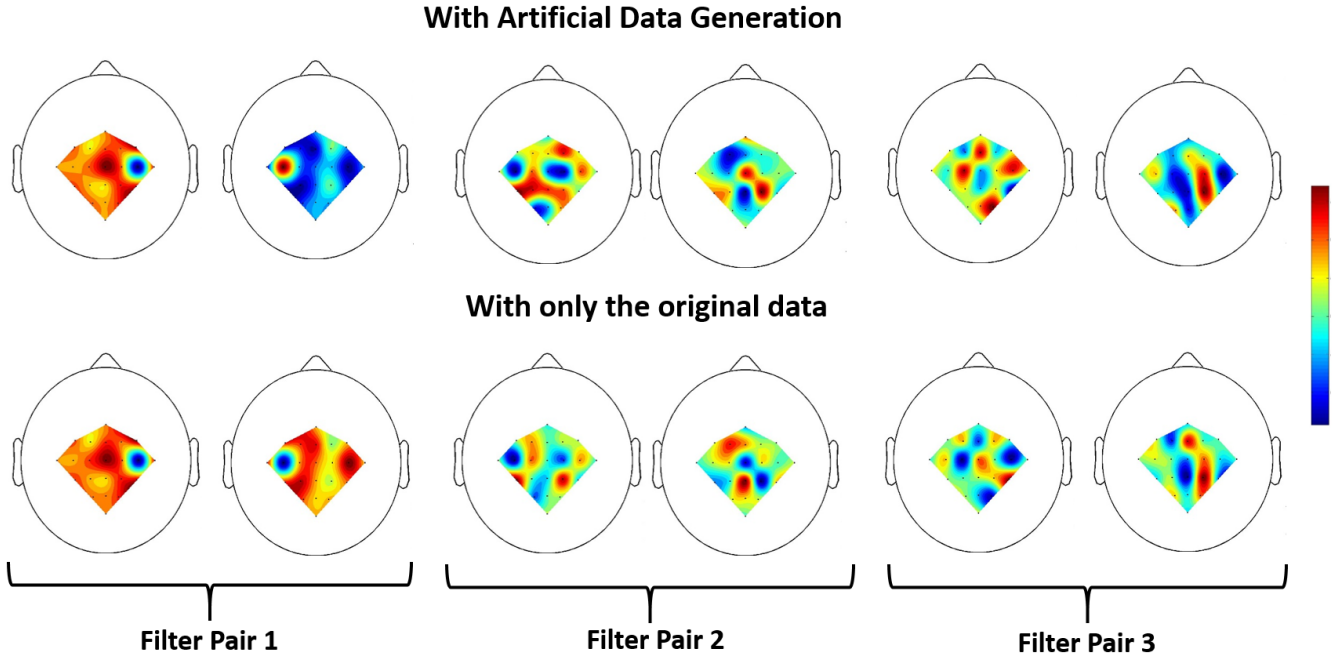 With Artificial Data Generation
With only the original data
Filter Pair 1
Filter Pair 2
Filter Pair 3